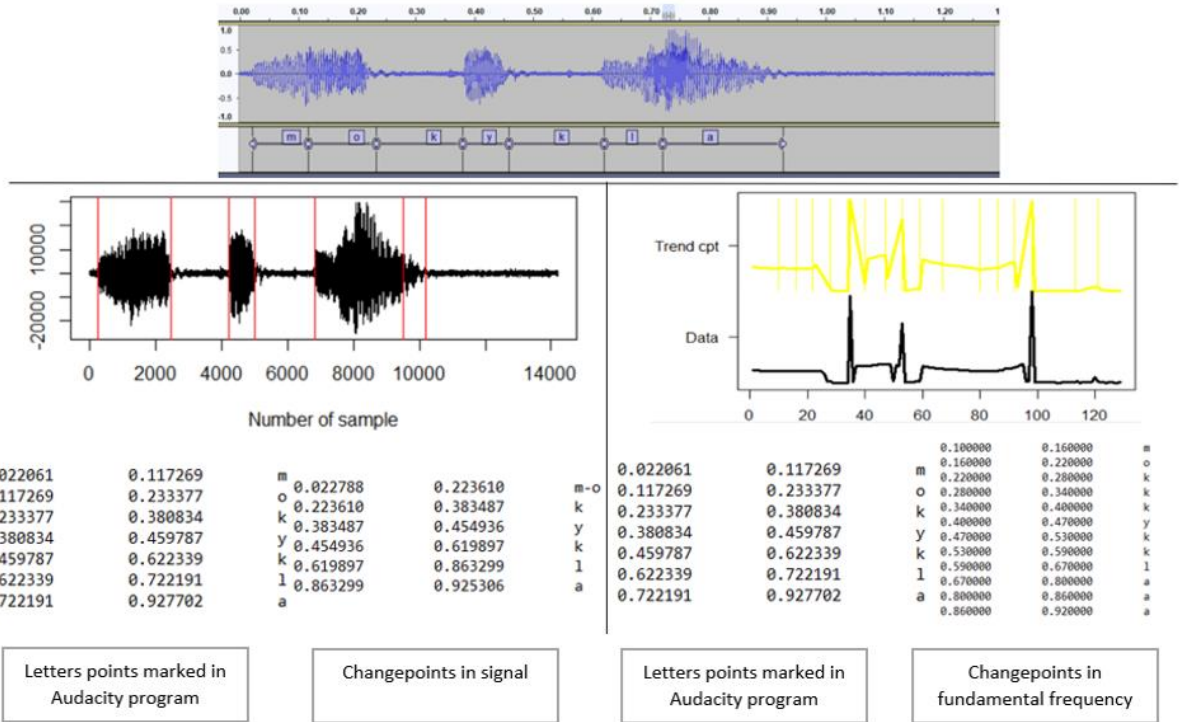 0.00 0.10 0.20 0.30 0.40 0.50 0.60 0.70 0.80 0.90 1.00 1.10 1.20 1
1.0
0.5
0.0
-0.5
-1.0
m o k y k l a
10000
-20000
0 2000 4000 6000 8000 10000 14000
Number of sample
Trend cpt
Data
0 20 40 60 80 100 120
022061 0.117269 m
117269 0.233377 o
233377 0.380834 k
380834 0.459787 y
459787 0.622339 k
622339 0.722191 l
722191 0.927702 a
0.022788 0.223610 m-o
0.223610 0.383487 k
0.383487 0.454936 y
0.454936 0.619897 k
0.619897 0.863299 l
0.863299 0.925306 a
0.022061 0.117269 m
0.117269 0.233377 o
0.233377 0.380834 k
0.380834 0.459787 y
0.459787 0.622339 k
0.622339 0.722191 l
0.722191 0.927702 a
0.100000 0.160000 m
0.160000 0.220000 o
0.220000 0.280000 k
0.280000 0.340000 k
0.340000 0.400000 k
0.400000 0.470000 y
0.470000 0.530000 k
0.530000 0.590000 k
0.590000 0.670000 l
0.670000 0.800000 a
0.800000 0.860000 a
0.860000 0.920000 a
Letters points marked in
Audacity program
Changepoints in signal
Letters points marked in
Audacity program
Changepoints in
fundamental frequency